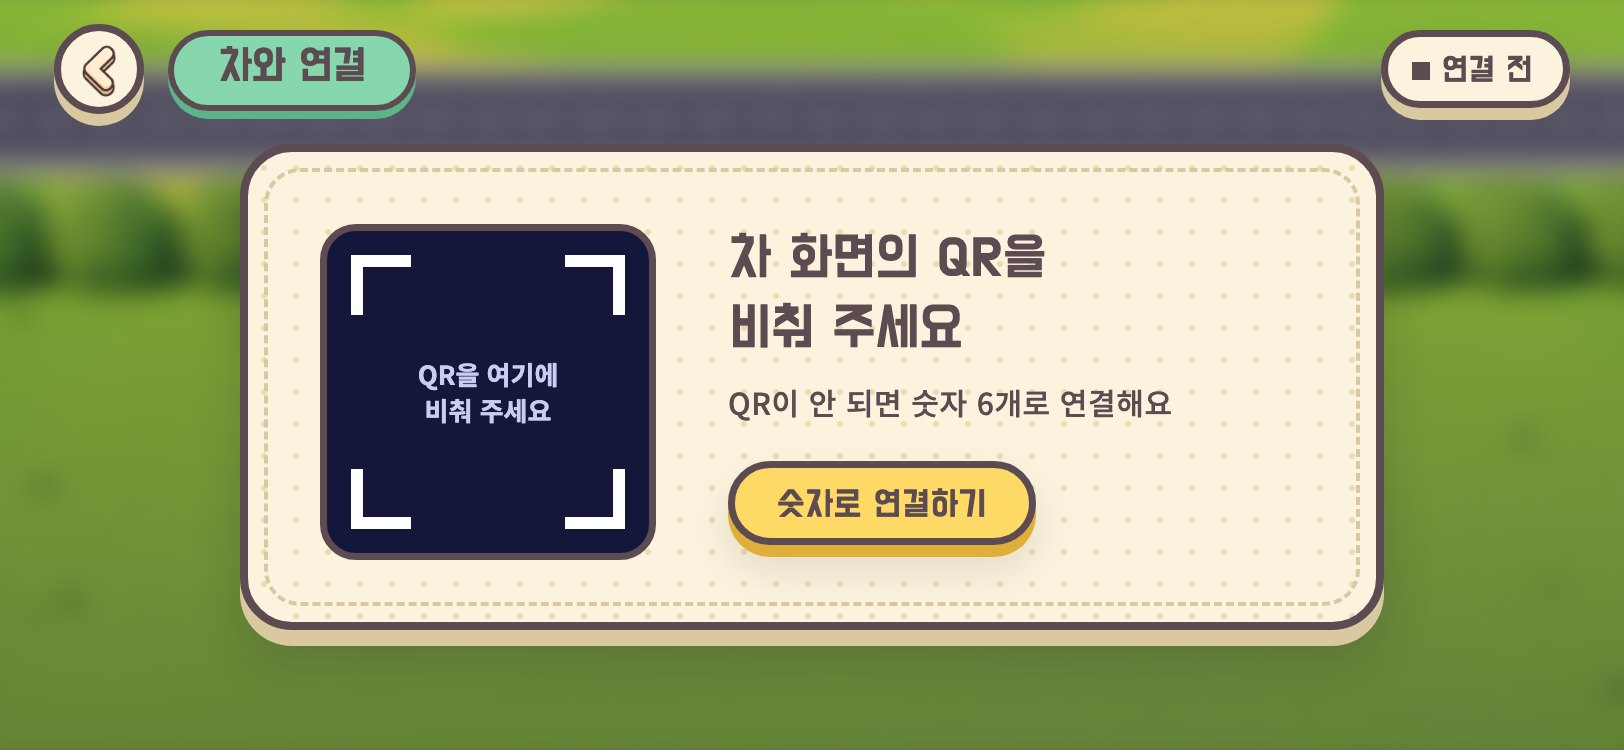 차와 연결
연결 전
차 화면의 QR을
비춰 주세요
QR을 여기에
비춰 주세요
QR이 안 되면 숫자 6개로 연결해요
숫자로 연결하기